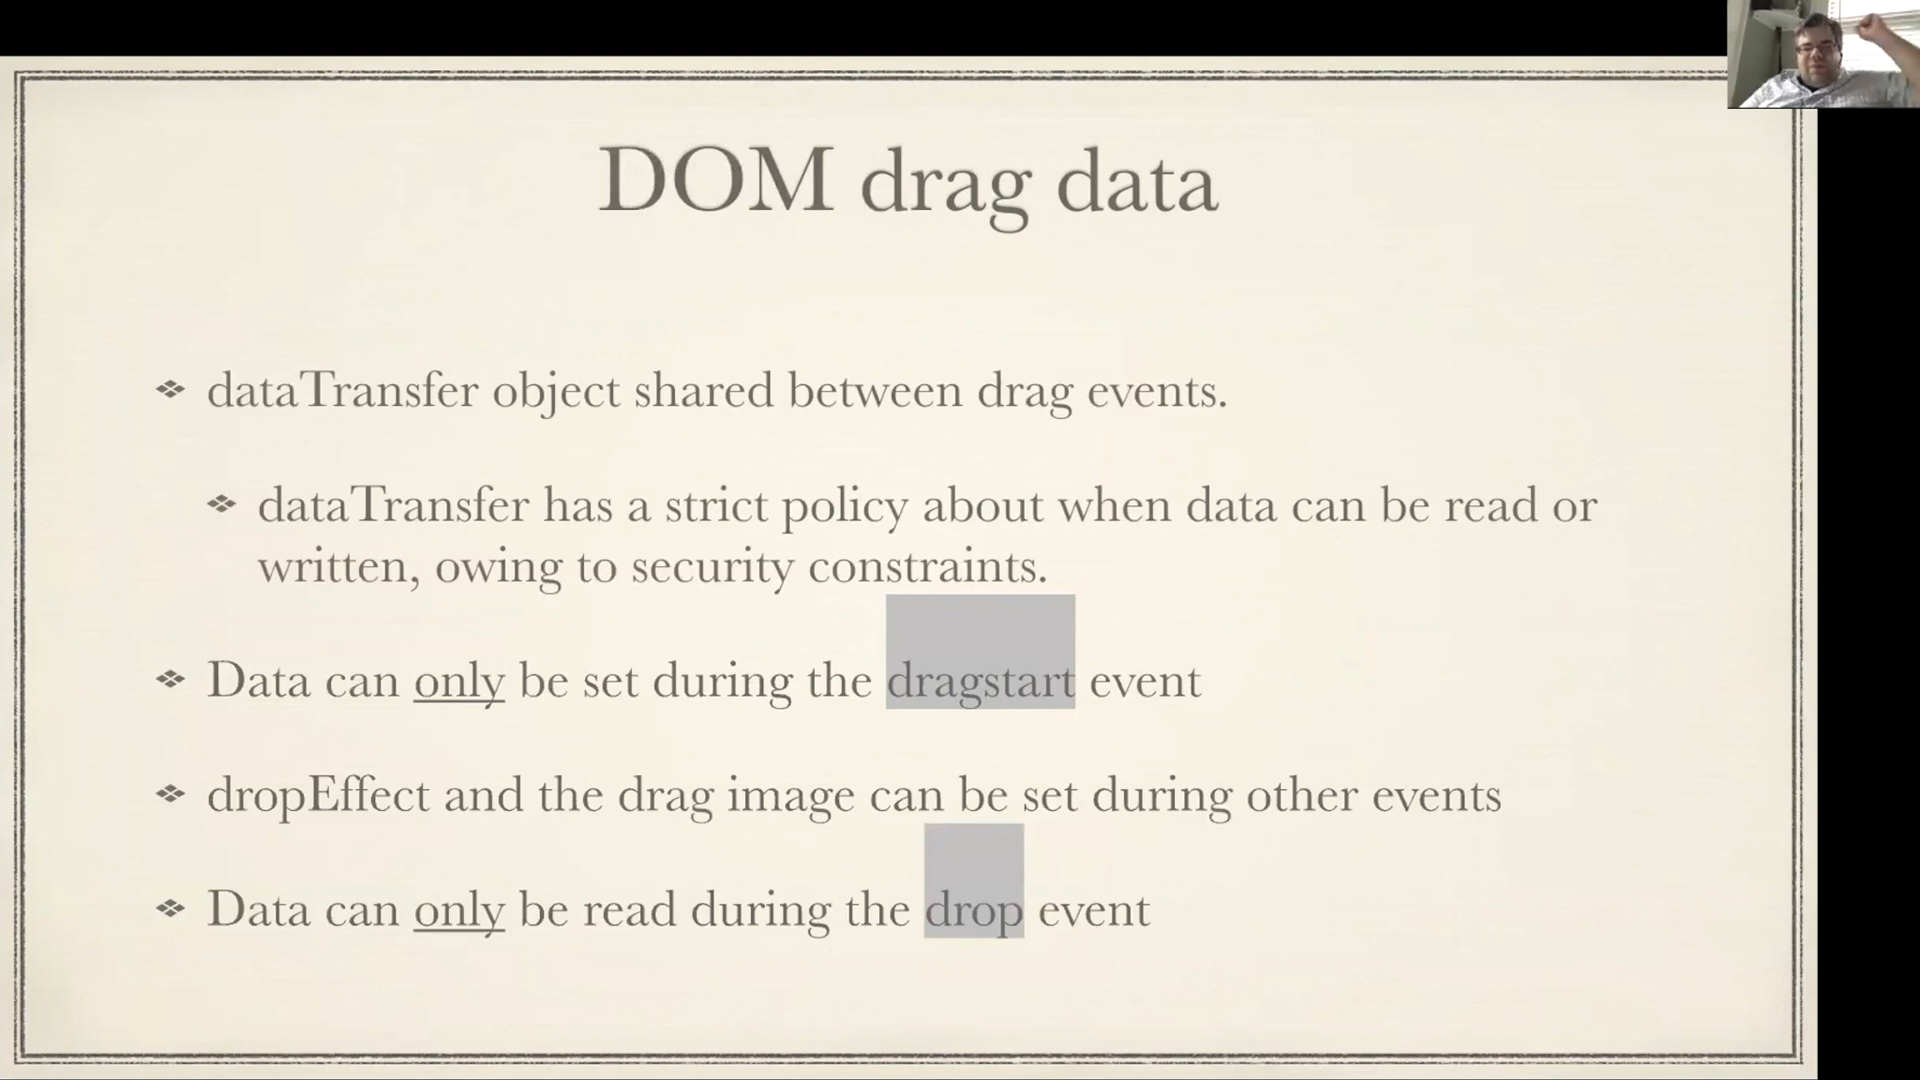 DOM drag data
dataTransfer object shared between drag events.
dataTransfer has a strict policy about when data can be read or
written, owing to security constraints.
Data can only be set during the dragstart event
dropEffect and the drag image can be set during other events
Data can only be read during the drop event